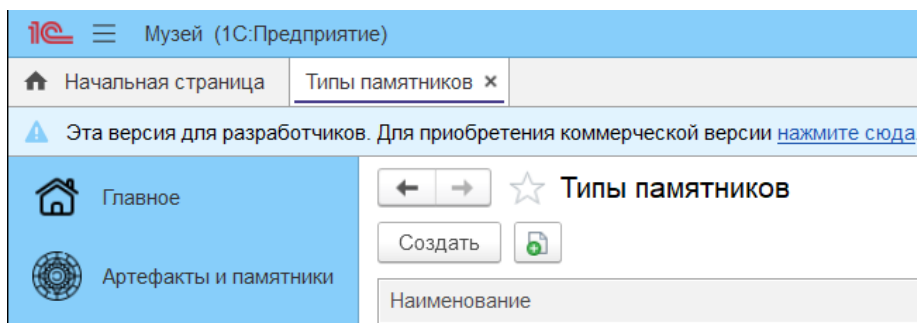 1С Музей (1С:Предприятие)
Начальная страница Типы памятников ×
Эта версия для разработчиков. Для приобретения коммерческой версии нажмите сюда
Главное
Типы памятников
Создать
Артефакты и памятники
Наименование